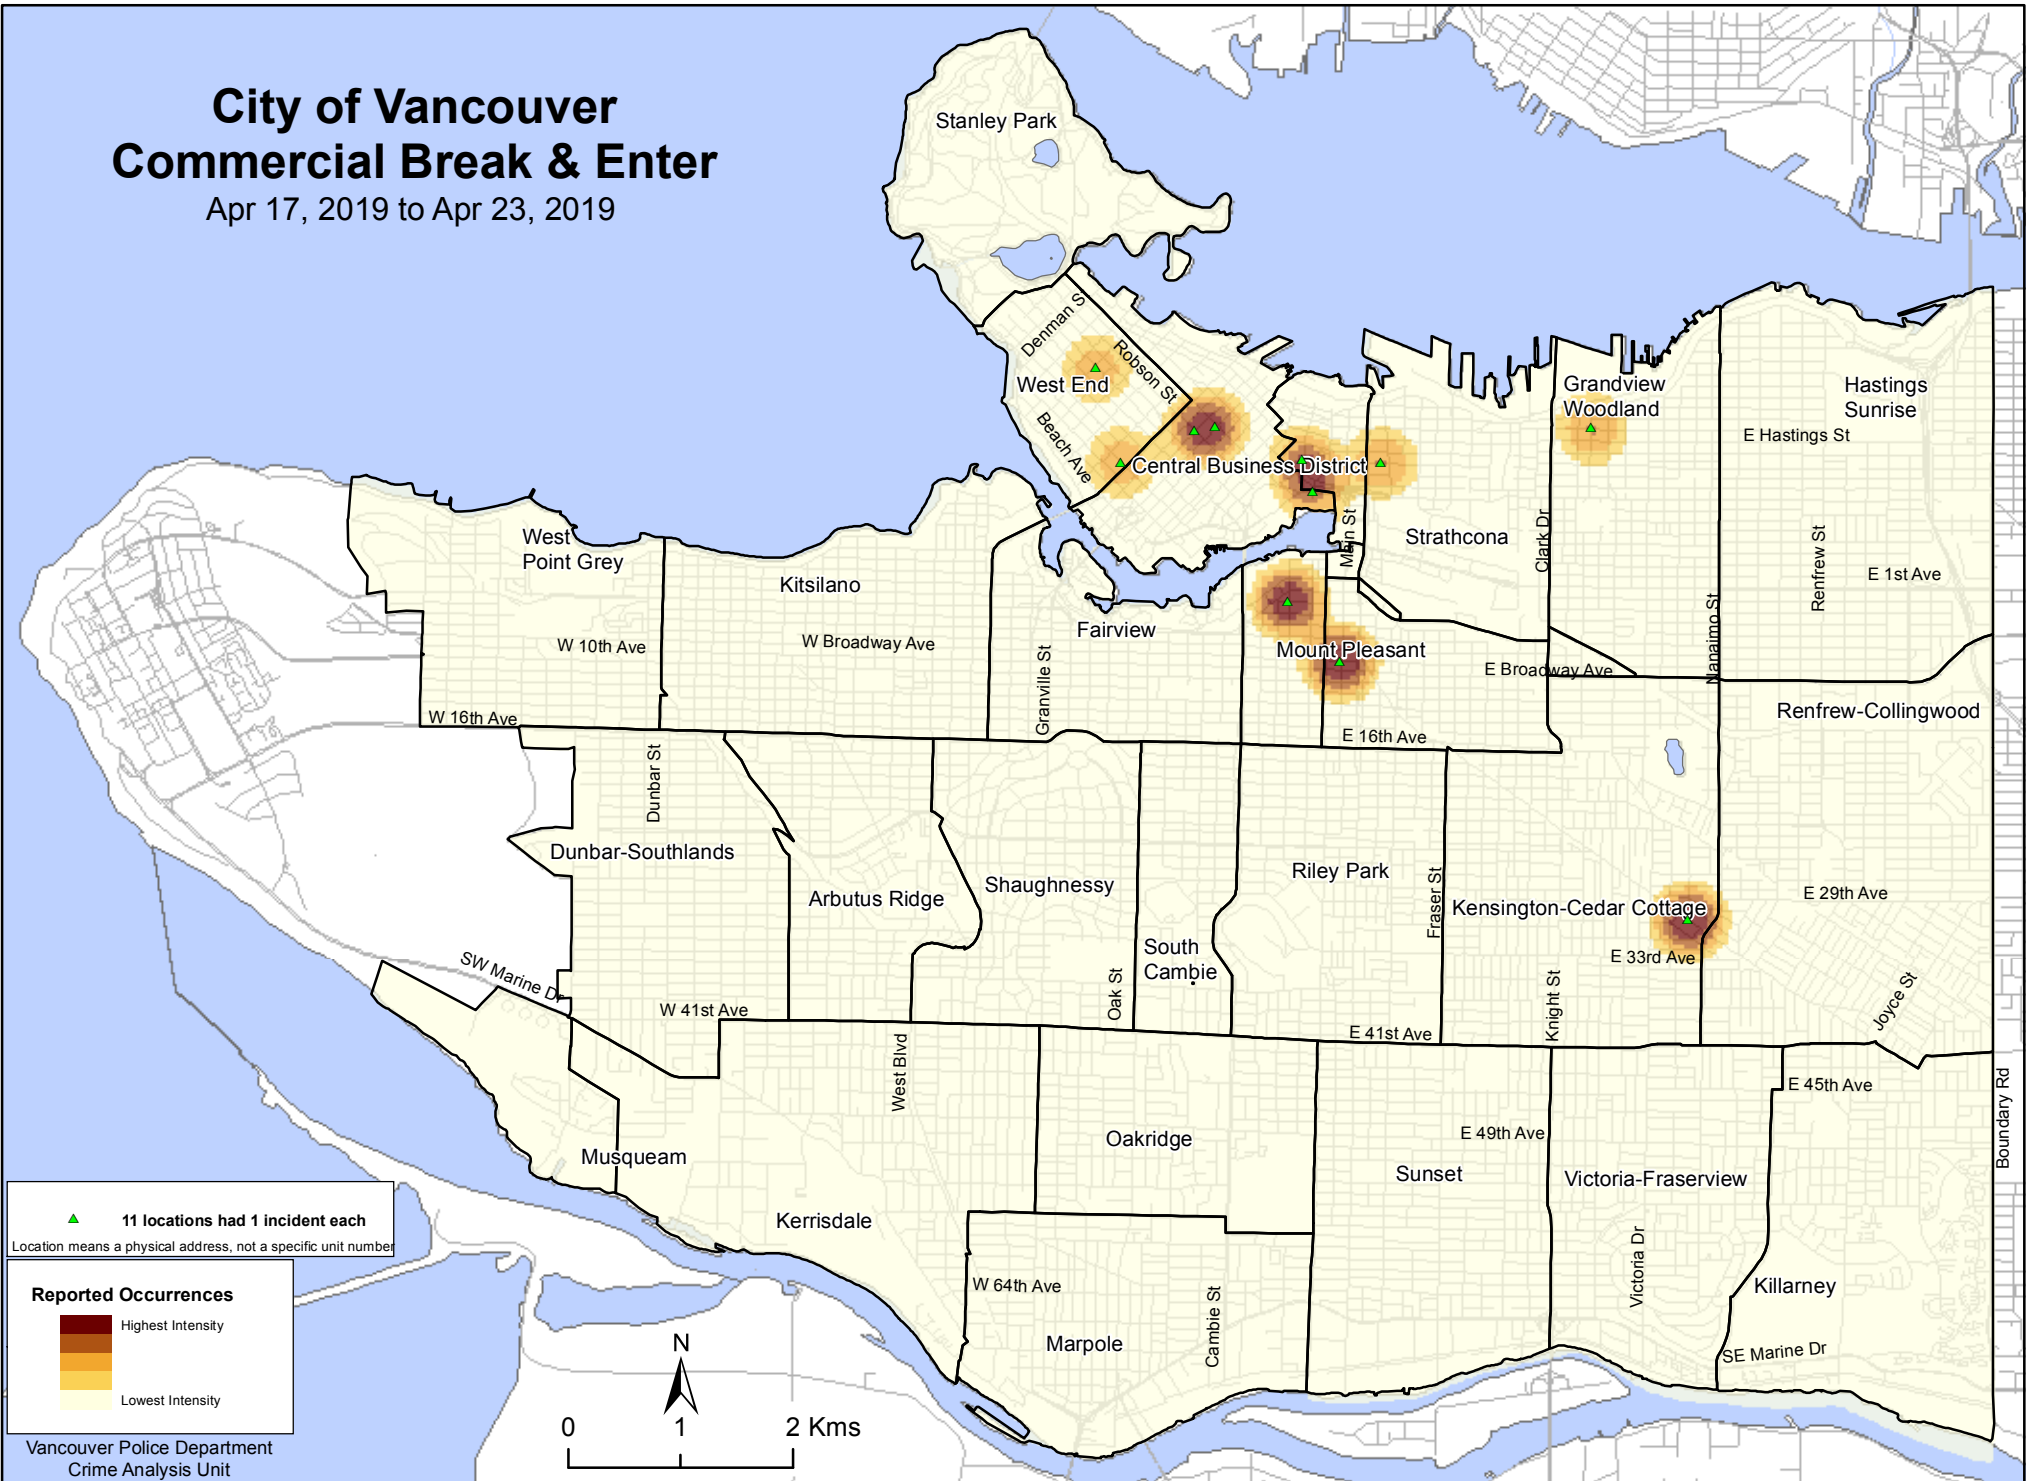 City of Vancouver
Commercial Break & Enter
Apr 17, 2019 to Apr 23, 2019
Stanley Park
Denman S
Robson St
West End
Beach Ave
Central Business District
Grandview
Woodland
Hastings
Sunrise
E Hastings St
Main St
Strathcona
Clark Dr
Renfrew St
E 1st Ave
Nanaimo St
West
Point Grey
Kitsilano
W 10th Ave
W Broadway Ave
Fairview
Granville St
Mount Pleasant
E Broadway Ave
W 16th Ave
E 16th Ave
Renfrew-Collingwood
Dunbar St
Dunbar-Southlands
Arbutus Ridge
Shaughnessy
South
Cambie
Oak St
Riley Park
Fraser St
Kensington-Cedar Cottage
E 29th Ave
E 33rd Ave
Knight St
Joyce St
SW Marine Dr
W 41st Ave
E 41st Ave
West Blvd
E 45th Ave
Boundary Rd
Musqueam
Oakridge
E 49th Ave
Sunset
Victoria-Fraserview
Kerrisdale
Victoria Dr
Killarney
W 64th Ave
Cambie St
Marpole
SE Marine Dr
11 locations had 1 incident each
Location means a physical address, not a specific unit number
Reported Occurrences
Highest Intensity
Lowest Intensity
Vancouver Police Department
Crime Analysis Unit
N
0 1 2 Kms